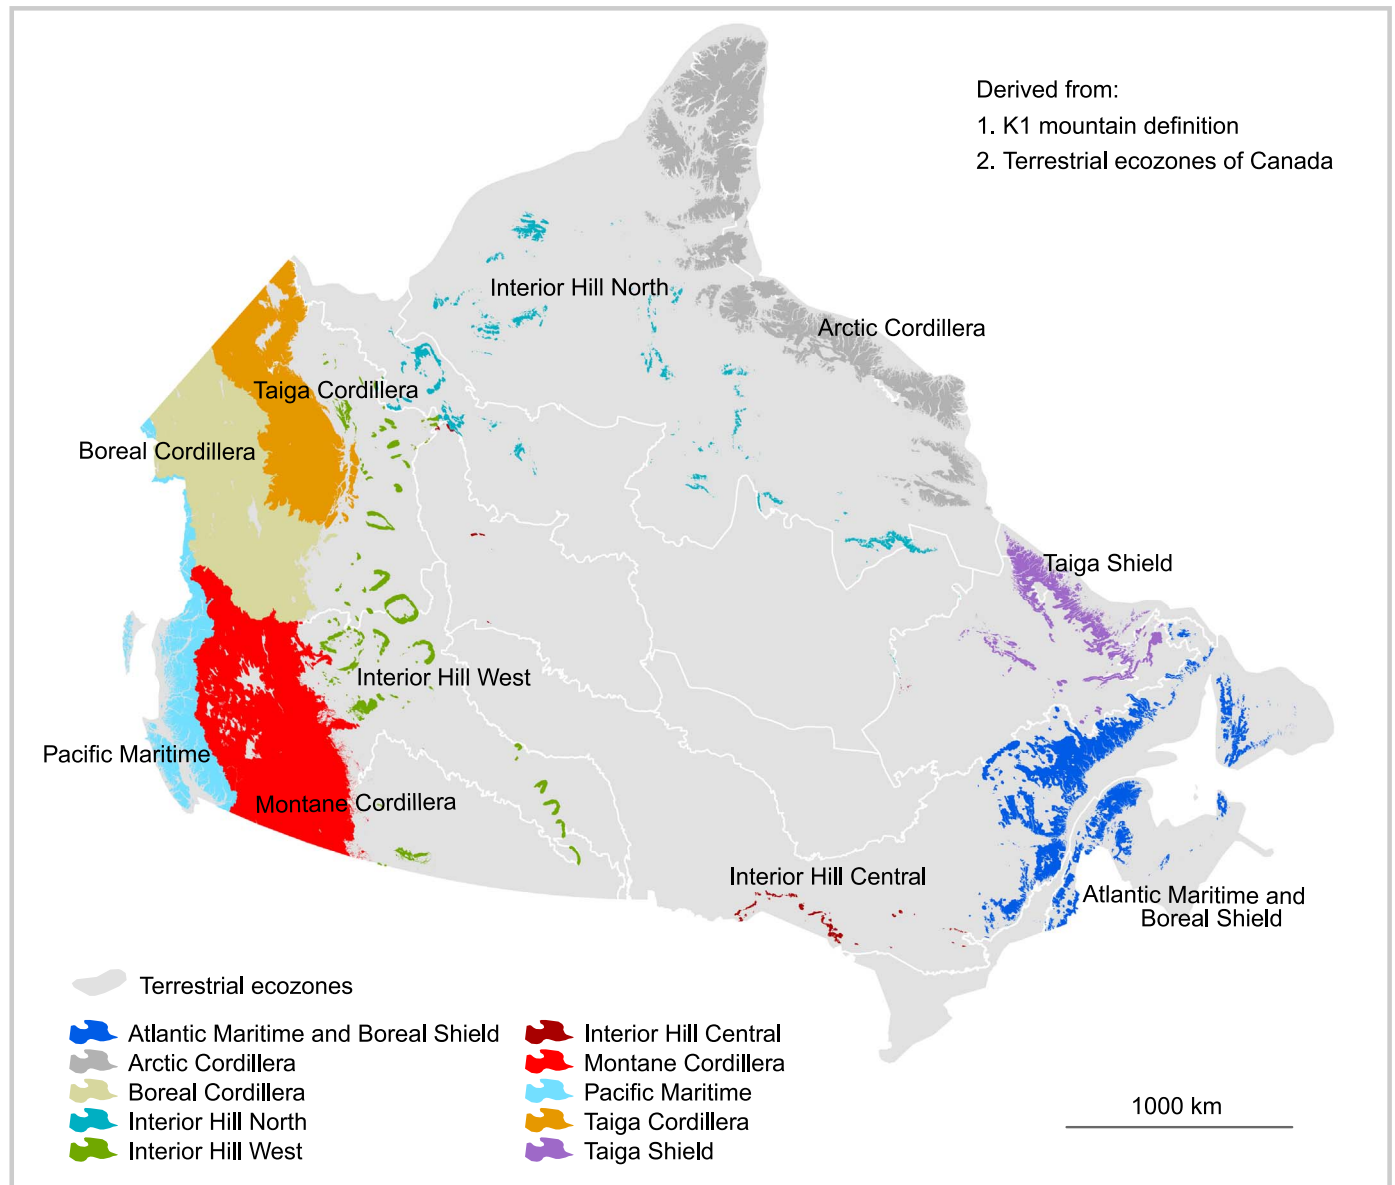 Derived from:
1. K1 mountain definition
2. Terrestrial ecozones of Canada
Interior Hill North
Arctic Cordillera
Taiga Cordillera
Boreal Cordillera
Taiga Shield
Interior Hill West
Pacific Maritime
Montane Cordillera
Interior Hill Central
Atlantic Maritime and
Boreal Shield
Terrestrial ecozones
Atlantic Maritime and Boreal Shield
Arctic Cordillera
Boreal Cordillera
Interior Hill North
Interior Hill West
Interior Hill Central
Montane Cordillera
Pacific Maritime
Taiga Cordillera
Taiga Shield
1000 km